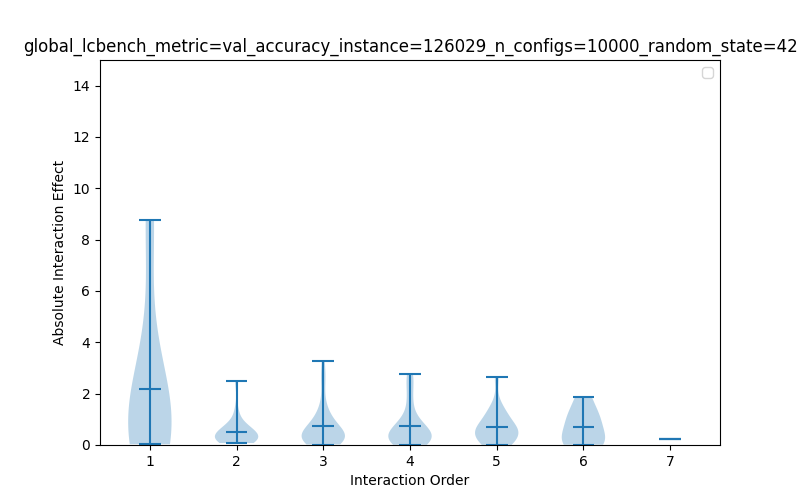 global_lcbench_metric=val_accuracy_instance=126029_n_configs=10000_random_state=42
14
12
10
8
6
4
2
0
Absolute Interaction Effect
1 2 3 4 5 6 7
Interaction Order